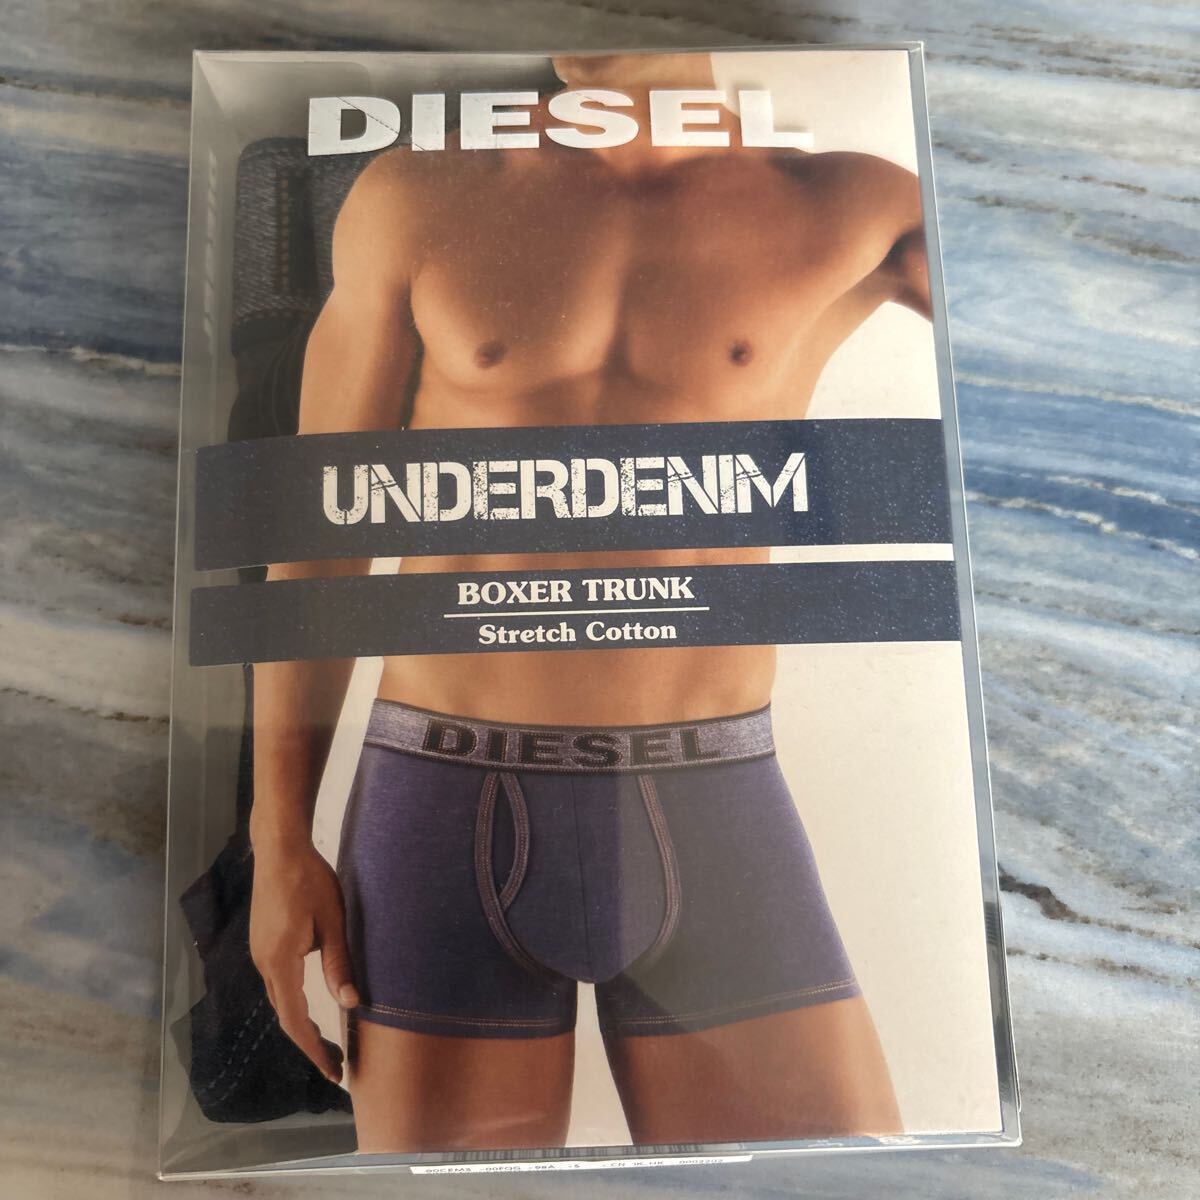 DIESEL
UNDERDENIM
BOXER TRUNK
Stretch Cotton
DIESEL